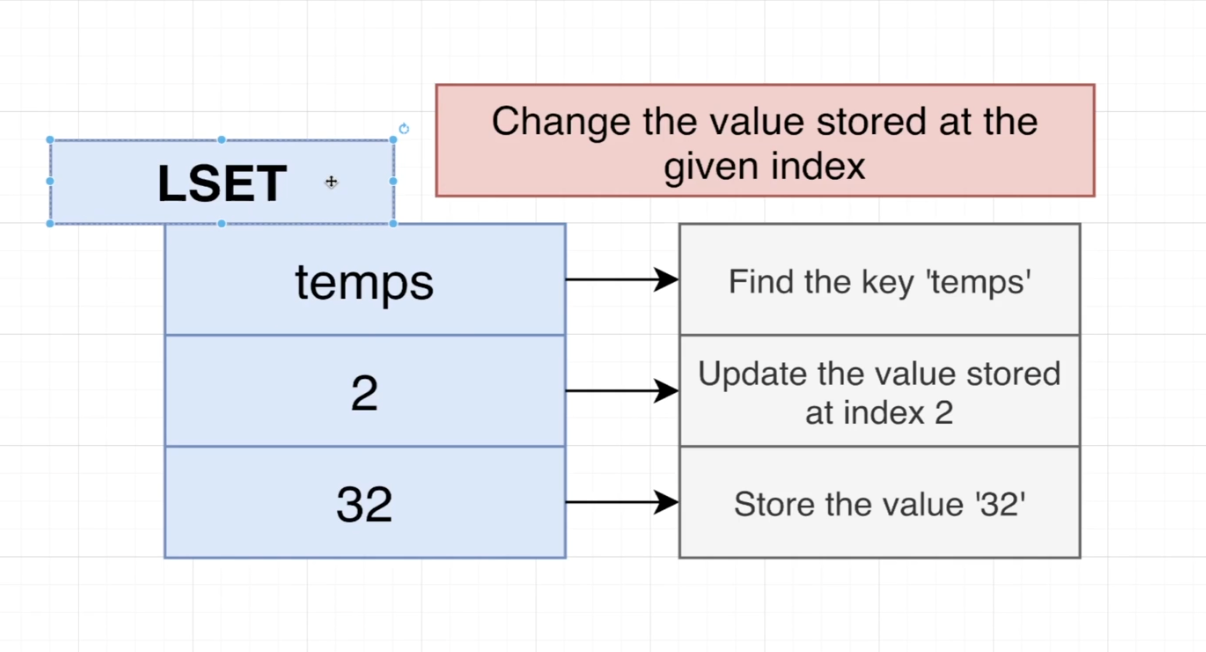 Change the value stored at the
given index
LSET
temps
Find the key 'temps'
2
Update the value stored
at index 2
32
Store the value '32'